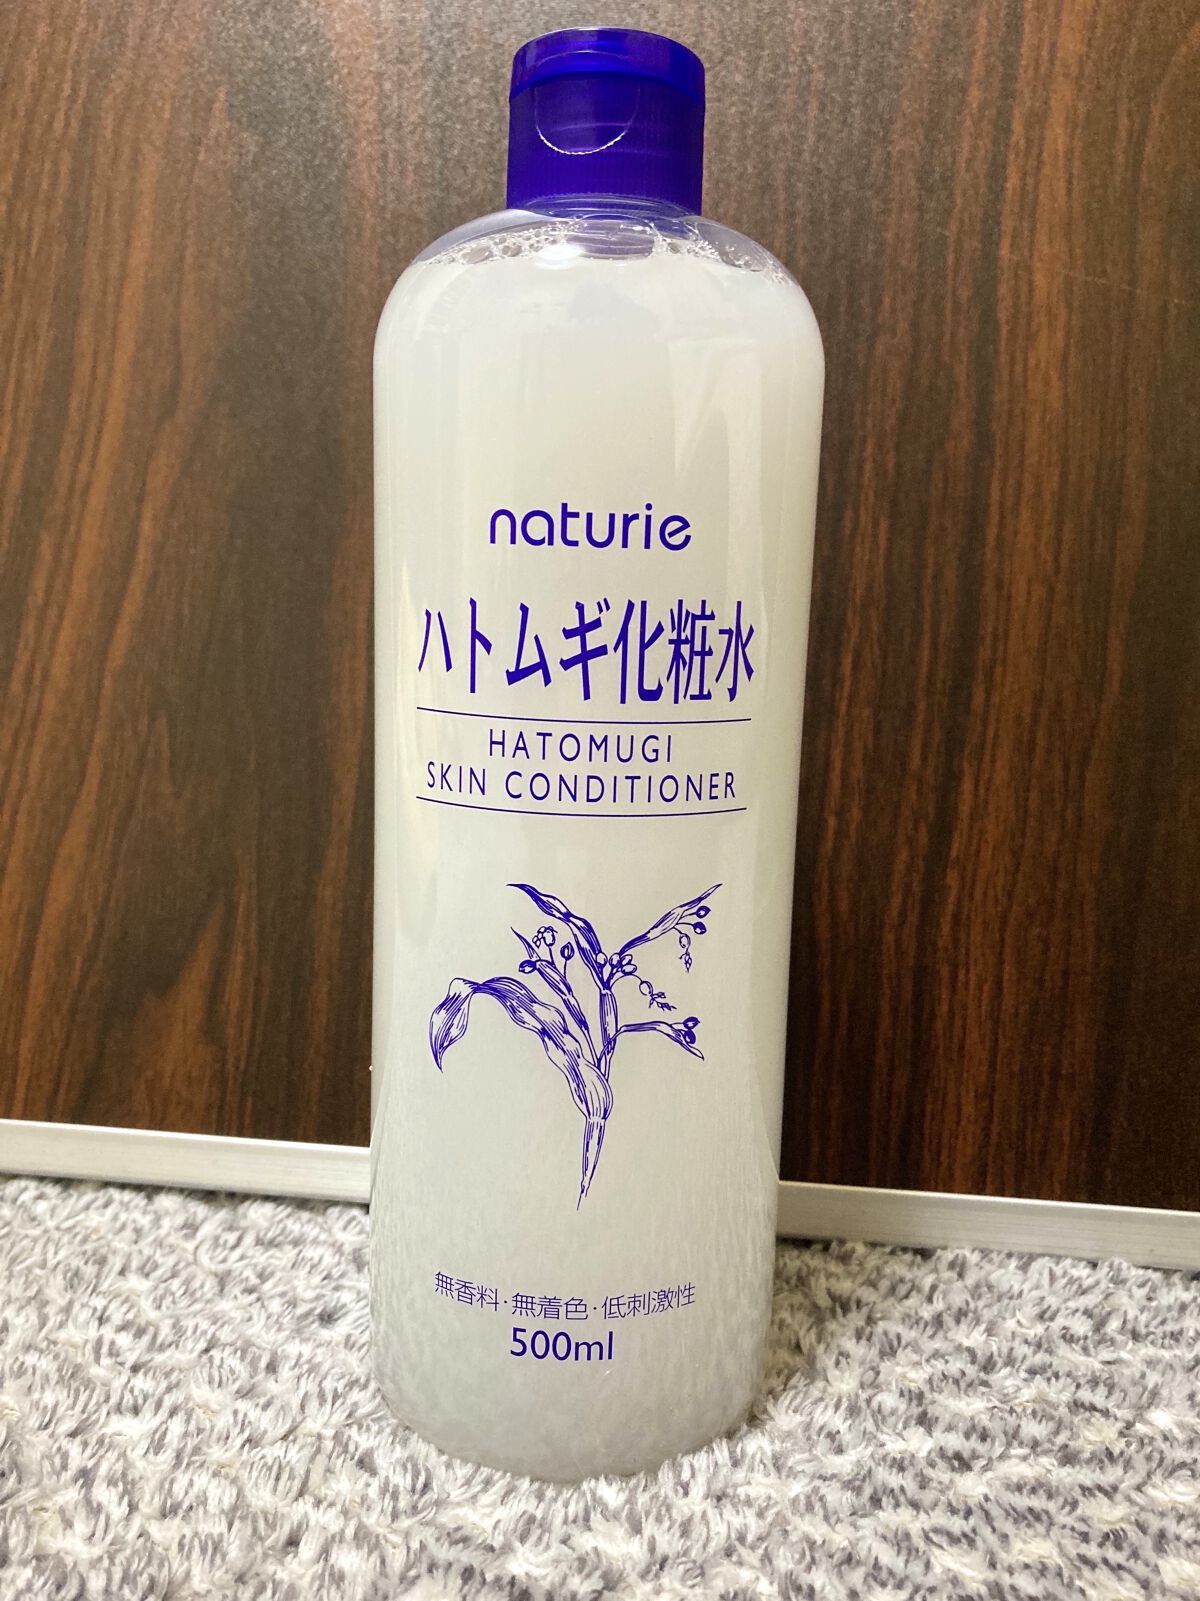 naturie
ハトムギ化粧水
HATOMUGI
SKIN CONDITIONER
無香料·無着色·低刺激性
500ml